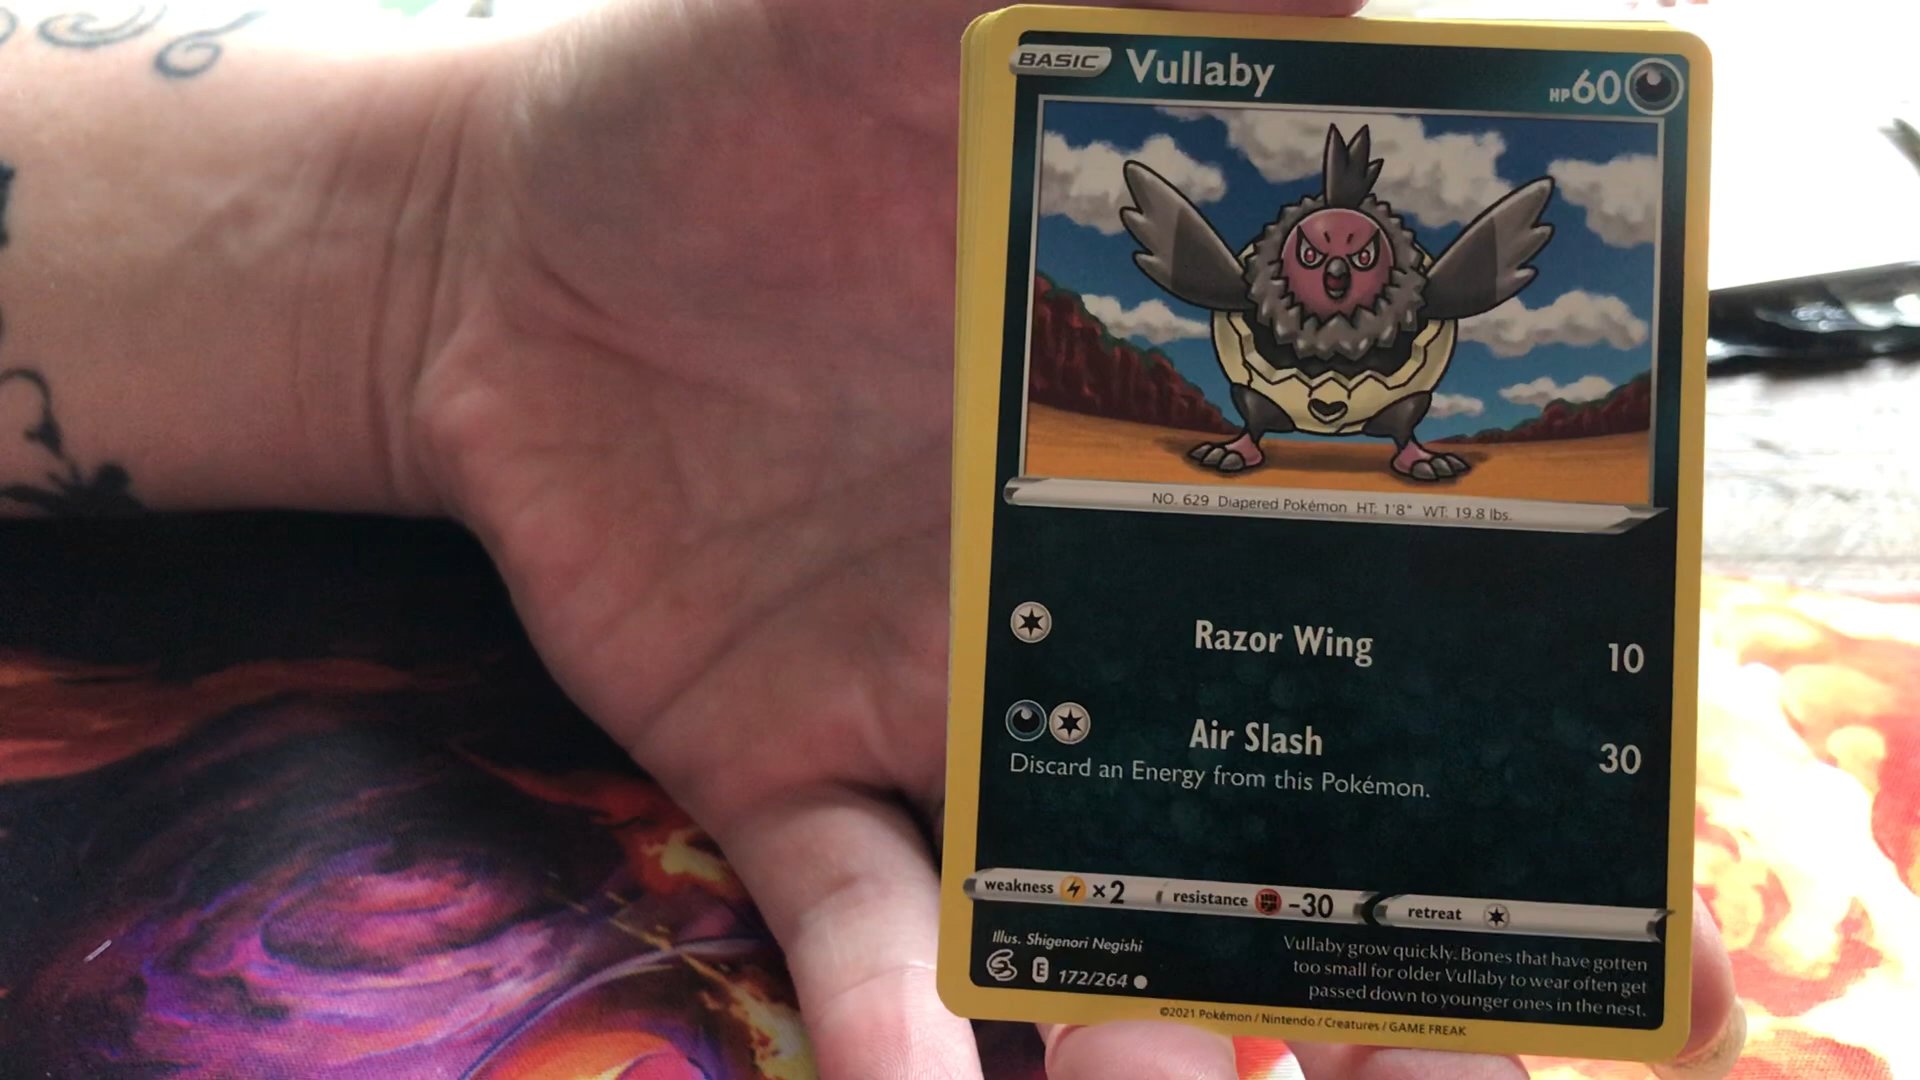 BASIC Vullaby HP60
NO. 629 Diapered Pokémon HT: 1'8" WT: 19.8 lbs.
Razor Wing 10
Air Slash 30
Discard an Energy from this Pokémon.
weakness ×2 resistance -30 retreat
Illus. Shigenori Negishi
E 172/264
Vullaby grow quickly. Bones that have gotten
too small for older Vullaby to wear often get
passed down to younger ones in the nest.
©2021 Pokémon / Nintendo / Creatures / GAME FREAK